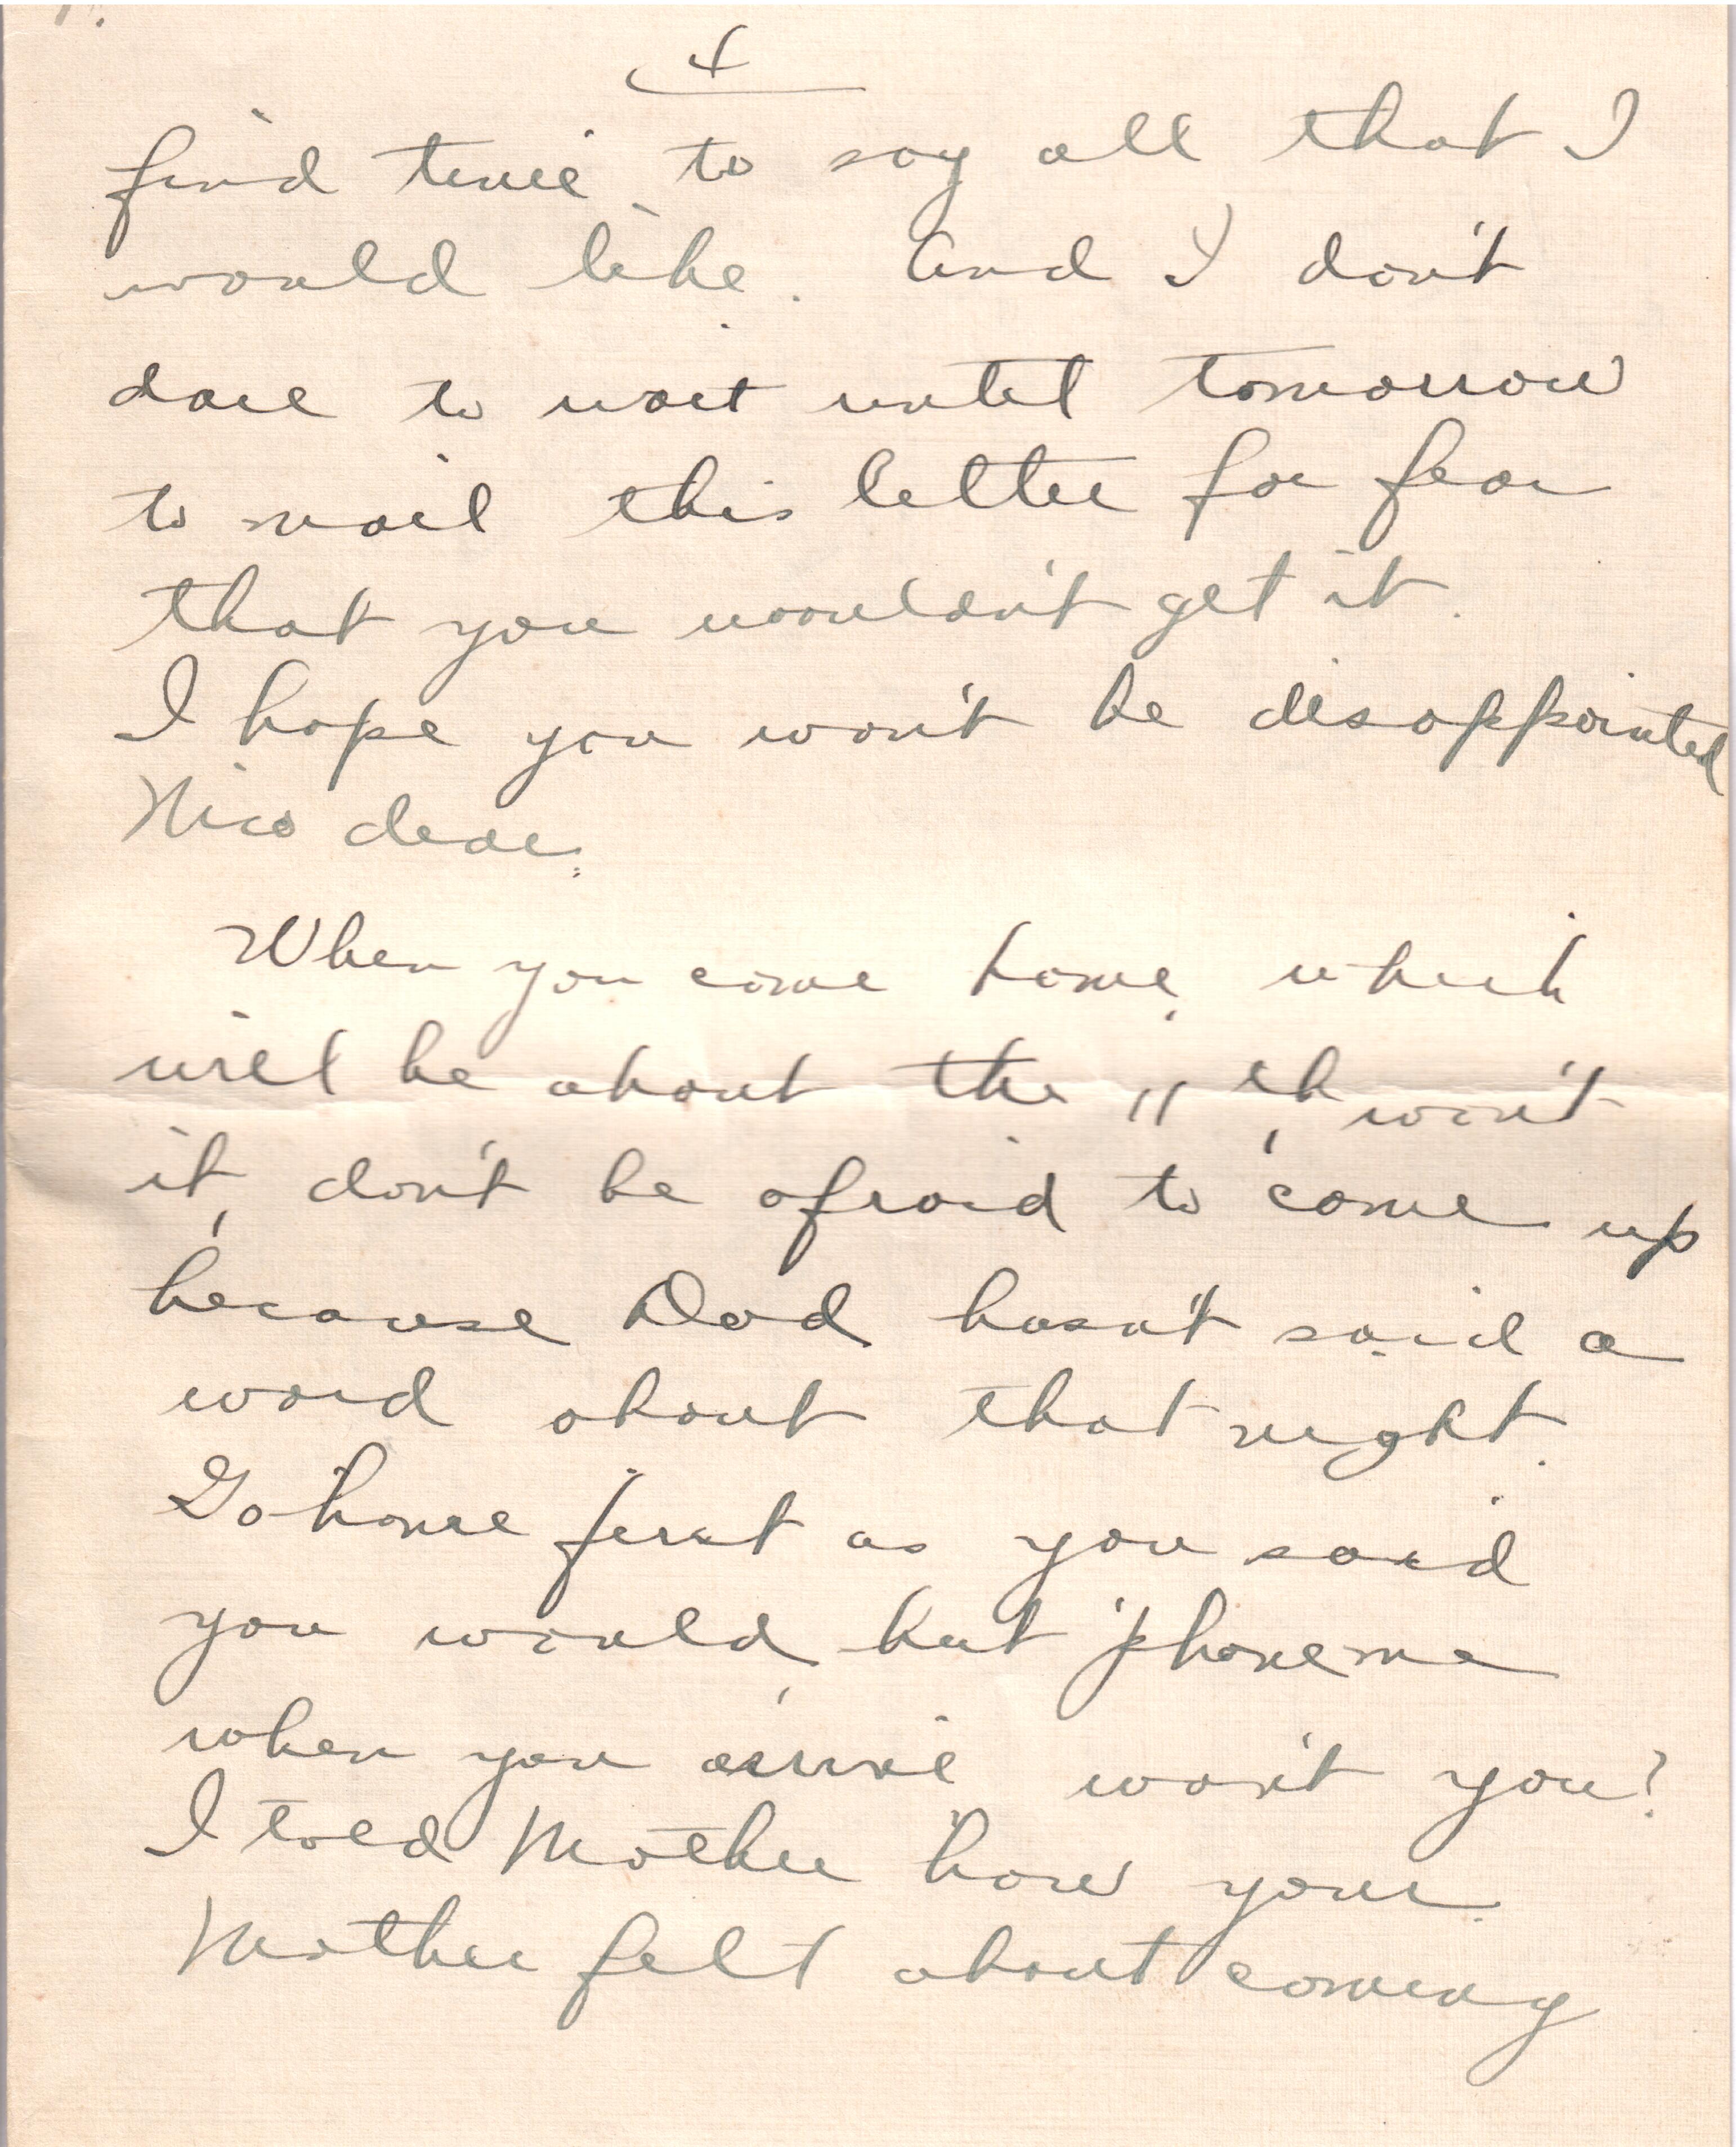 4
find time to say all that I
would like. And I don't
dare to wait until tomorrow
to mail this letter for fear
that you wouldn't get it.
I hope you won't be disappointed
Nico dear.
When you come home, which
will be about the 11th, won't
it, don't be afraid to come up
because Dad hasn't said a
word about that night.
Go home first as you said
you would, but 'phone me
when you arrive won't you?
I told Mother how your
Mother felt about coming